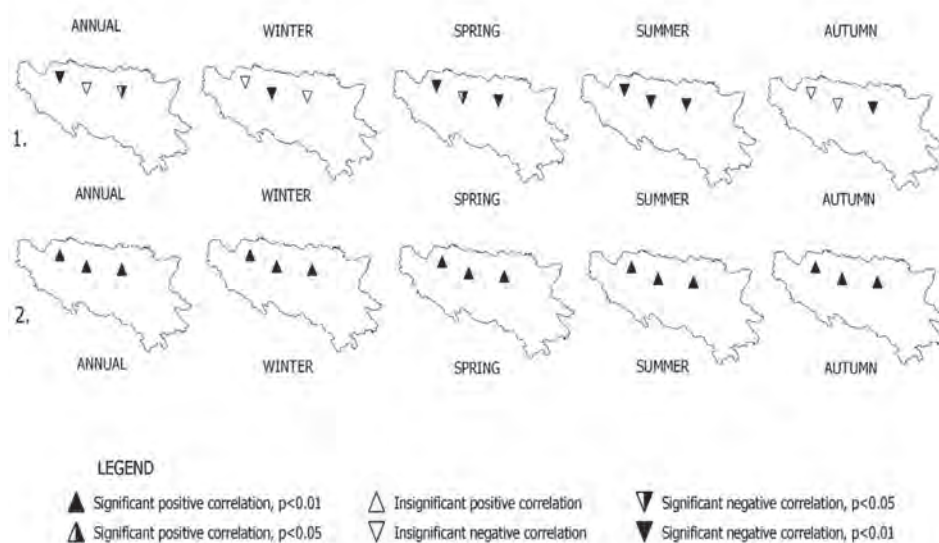 ANNUAL WINTER SPRING SUMMER AUTUMN
1.
ANNUAL WINTER SPRING SUMMER AUTUMN
2.
ANNUAL WINTER SPRING SUMMER AUTUMN
LEGEND
Significant positive correlation, p<0.01 Insignificant positive correlation Significant negative correlation, p<0.05
Significant positive correlation, p<0.05 Insignificant negative correlation Significant negative correlation, p<0.01